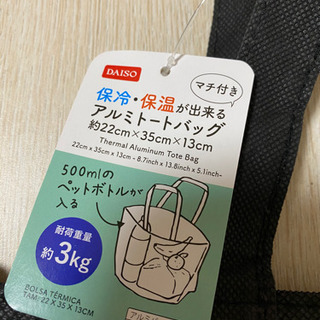 DAISO
マチ付き
保冷・保温が出来る
アルミトートバッグ
約22cm×35cm×13cm
Thermal Aluminum Tote Bag
22cm x 35cm x 13cm - 8.7inch x 13.8inch x 5.1inch-
500mlの
ペットボトルが
入る
耐荷重量
約3kg
BOLSA TÉRMICA
TAM: 22 X 35 X 13CM